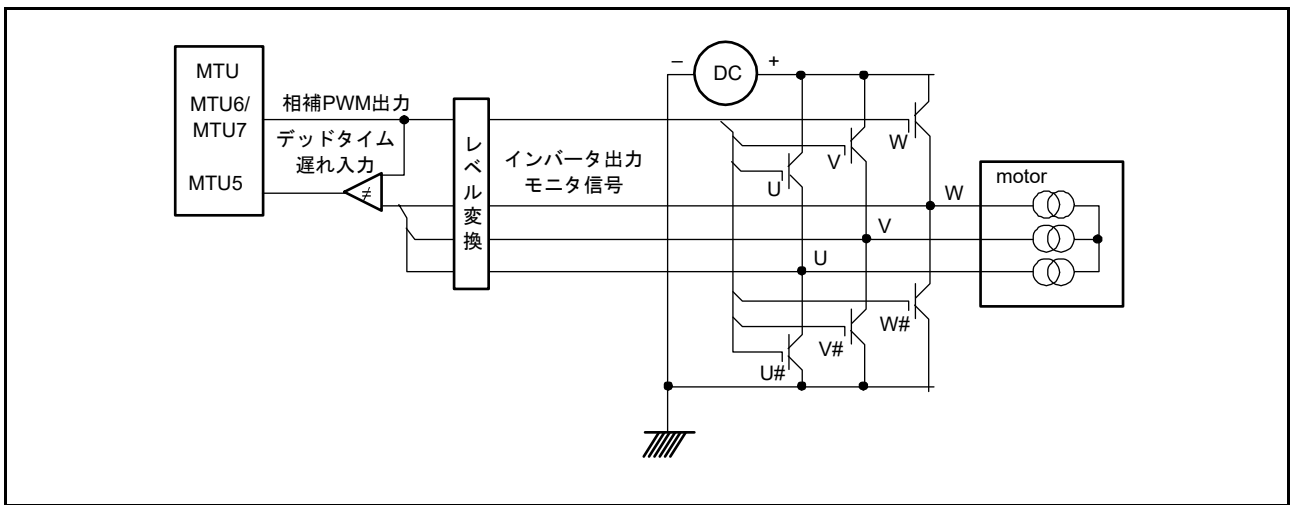 MTU
MTU6/
MTU7
MTU5
相補PWM出力
デッドタイム
遅れ入力
≠
レベル変換
インバータ出力
モニタ信号
−
DC
+
W
V
U
W
V
U
W#
V#
U#
motor